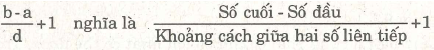 b-a/d +1 nghĩa là Số cuối - Số đầu/Khoảng cách giữa hai số liên tiếp +1